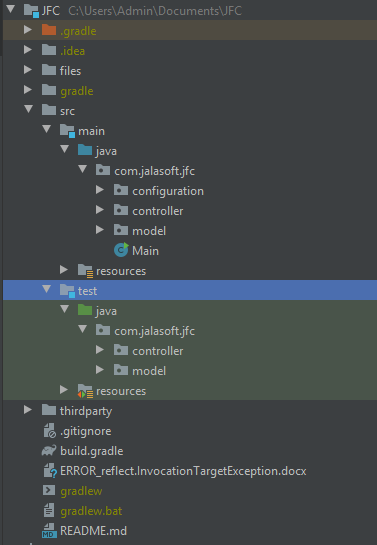 JFC C:\Users\Admin\Documents\JFC
.gradle
.idea
files
gradle
src
main
java
com.jalasoft.jfc
configuration
controller
model
Main
resources
test
java
com.jalasoft.jfc
controller
model
resources
thirdparty
.gitignore
build.gradle
ERROR_reflect.InvocationTargetException.docx
gradlew
gradlew.bat
README.md